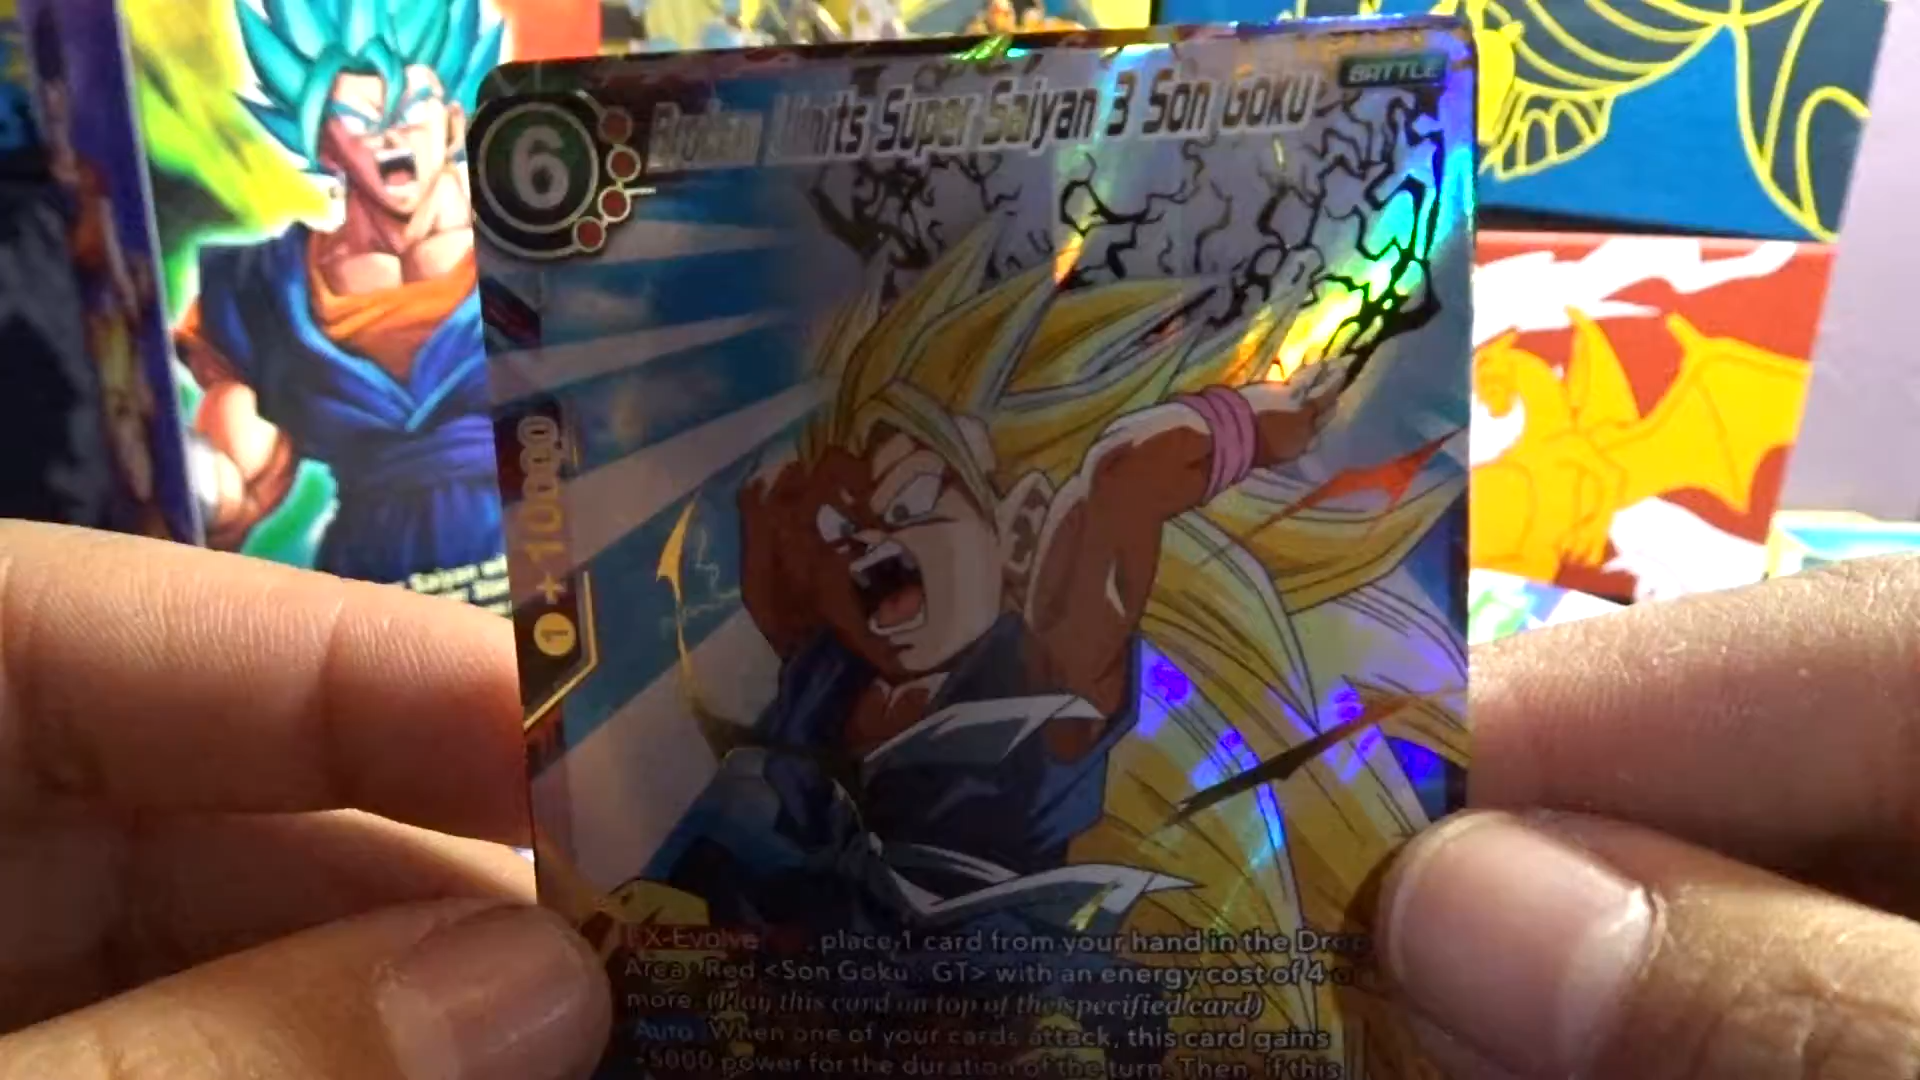 BATTLE
6
Broken Limits Super Saiyan 3 Son Goku
+10000
1
EX-Evolve , place 1 card from your hand in the Drop
Area: Red <Son Goku : GT> with an energy cost of 4 or
more (Play this card on top of the specified card)
Auto When one of your cards attack, this card gains
+5000 power for the duration of the turn. Then, if this